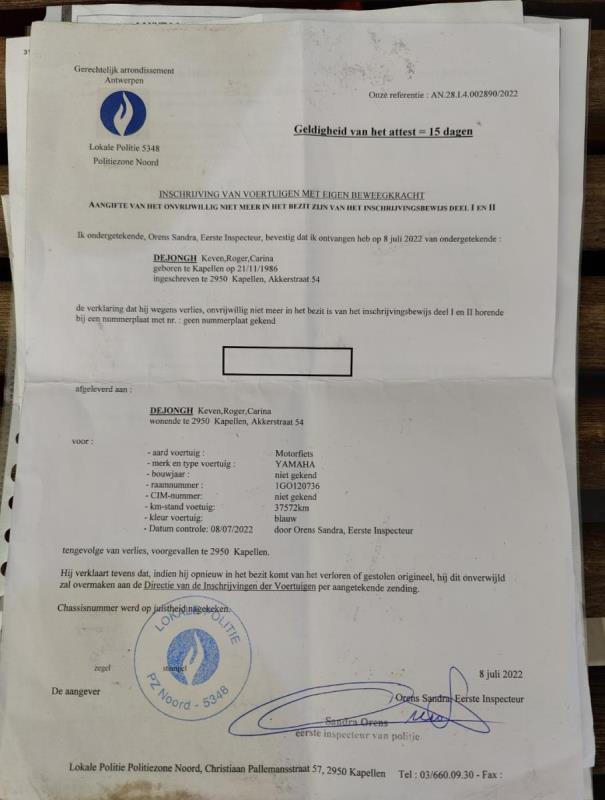 Gerechtelijk arrondissement
Antwerpen
Onze referentie : AN.28.L4.002890/2022
Geldigheid van het attest = 15 dagen
Lokale Politie 5348
Politiezone Noord
INSCHRIJVING VAN VOERTUIGEN MET EIGEN BEWEEGKRACHT
AANGIFTE VAN HET ONVRIJWILLIG NIET MEER IN HET BEZIT ZIJN VAN HET INSCHRIJVINGSBEWIJS DEEL I EN II
Ik ondergetekende, Orens Sandra, Eerste Inspecteur, bevestig dat ik ontvangen heb op 8 juli 2022 van ondergetekende :
DEJONGH Keven,Roger,Carina
geboren te Kapellen op 21/11/1986
ingeschreven te 2950 Kapellen, Akkerstraat 54
de verklaring dat hij wegens verlies, onvrijwillig niet meer in het bezit is van het inschrijvingsbewijs deel I en II horende
bij een nummerplaat met nr. : geen nummerplaat gekend
afgeleverd aan :
DEJONGH Keven,Roger,Carina
wonende te 2950 Kapellen, Akkerstraat 54
voor :
- aard voertuig : Motorfiets
- merk en type voertuig : YAMAHA
- bouwjaar : niet gekend
- raamnummer : 1GO120736
- CIM-nummer: niet gekend
- km-stand voetuig: 37572km
- kleur voertuig: blauw
- Datum controle: 08/07/2022 door Orens Sandra, Eerste Inspecteur
tengevolge van verlies, voorgevallen te 2950 Kapellen.
Hij verklaart tevens dat, indien hij opnieuw in het bezit komt van het verloren of gestolen origineel, hij dit onverwijld
zal overmaken aan de Directie van de Inschrijvingen der Voertuigen per aangetekende zending.
Chassisnummer werd op juistheid nagekeken.
LOKALE POLITIE
PZ Noord - 5348
zegel stempel
8 juli 2022
De aangever
Orens Sandra, Eerste Inspecteur
Sandra Orens
eerste inspecteur van politie
Lokale Politie Politiezone Noord, Christiaan Pallemansstraat 57, 2950 Kapellen Tel : 03/660.09.30 - Fax :